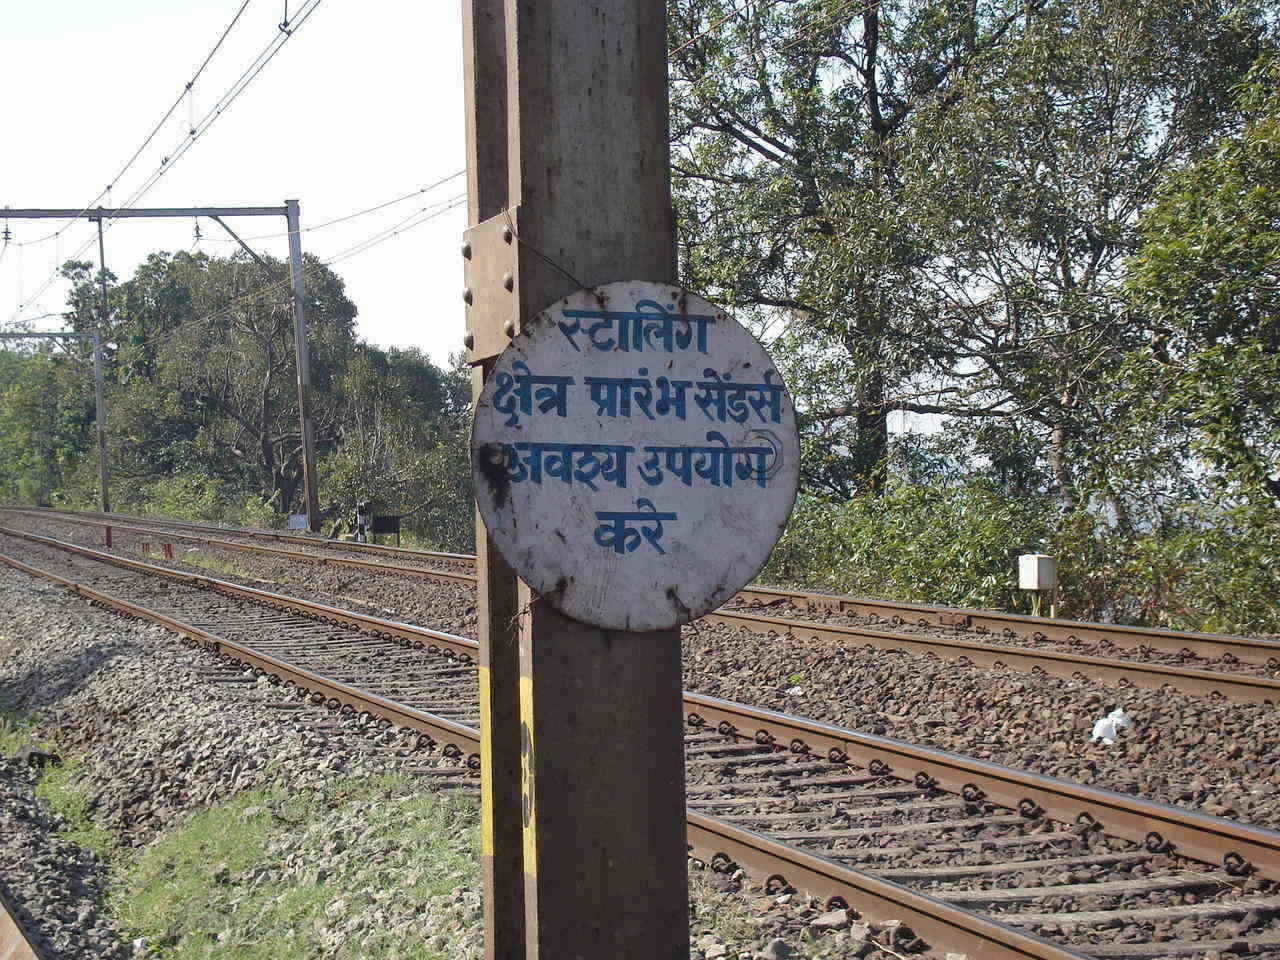 स्टालिंग
क्षेत्र प्रारंभ सेंडर्स
अवश्य उपयोग
करे